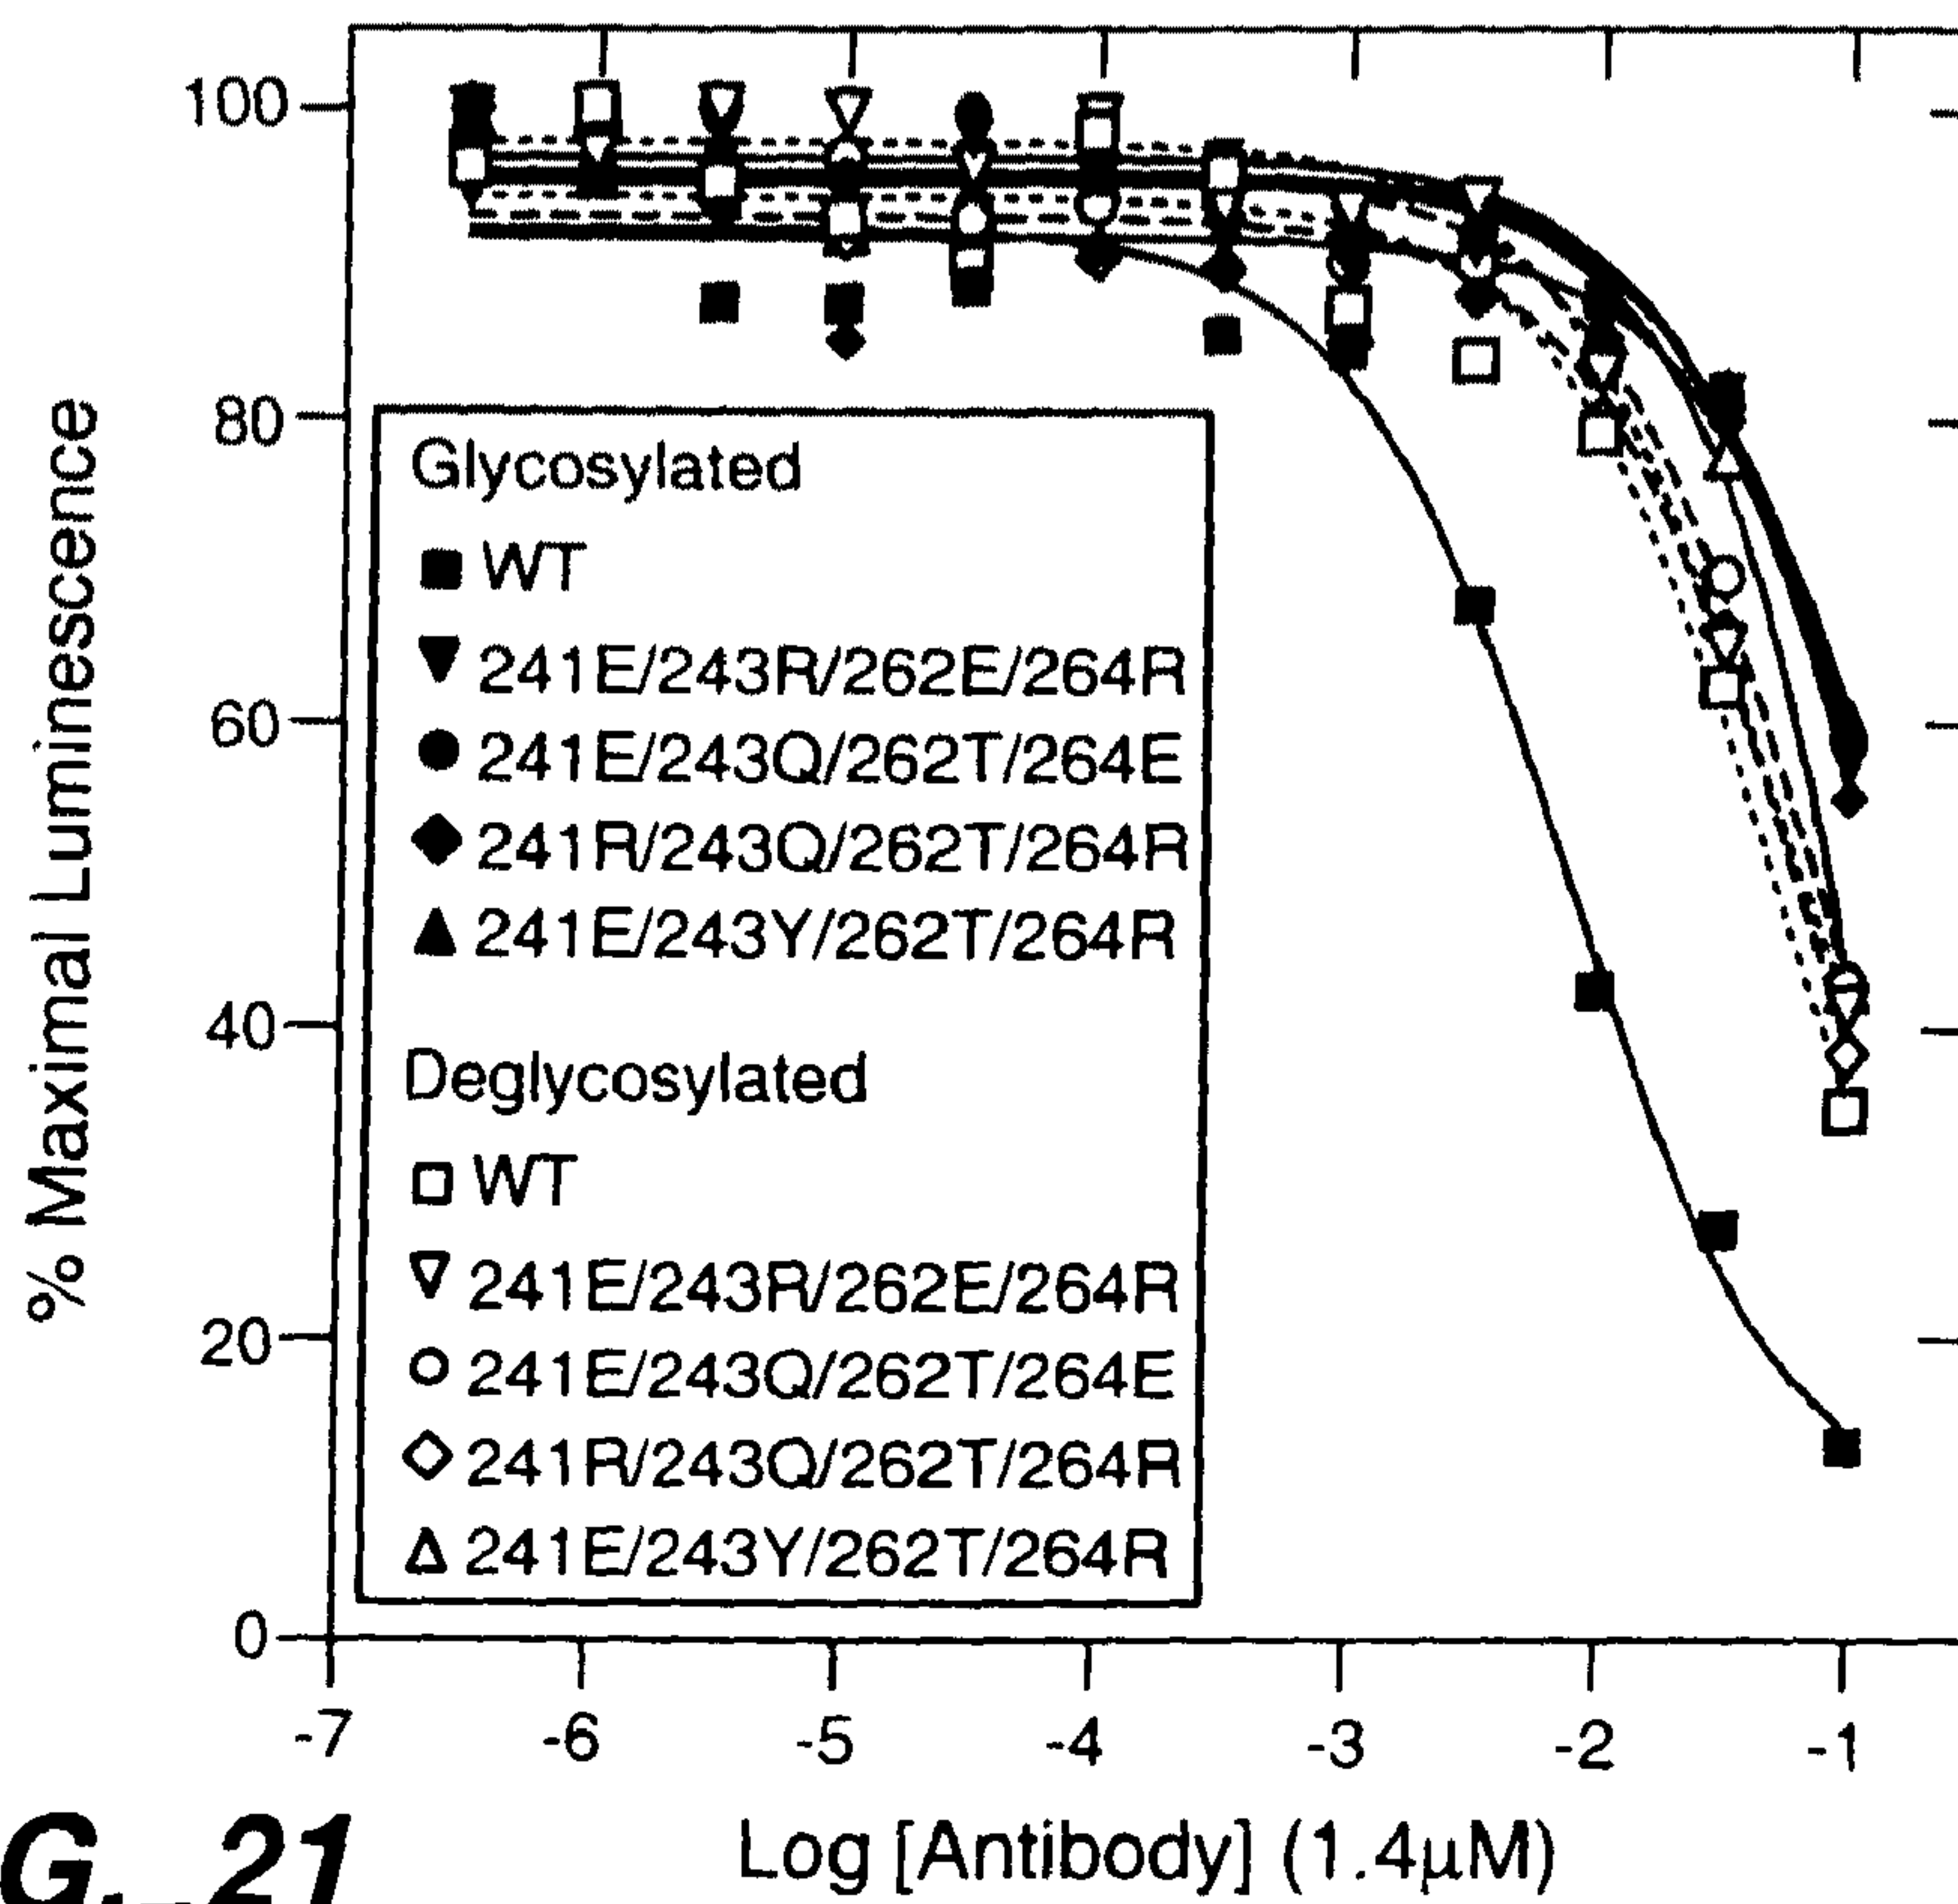 100
80
60
40
20
0
% Maximal Luminescence
Glycosylated
WT
241E/243R/262E/264R
241E/243Q/262T/264E
241R/243Q/262T/264R
241E/243Y/262T/264R
Deglycosylated
WT
241E/243R/262E/264R
241E/243Q/262T/264E
241R/243Q/262T/264R
241E/243Y/262T/264R
-7 -6 -5 -4 -3 -2 -1
Log [Antibody] (1.4µM)
G._21